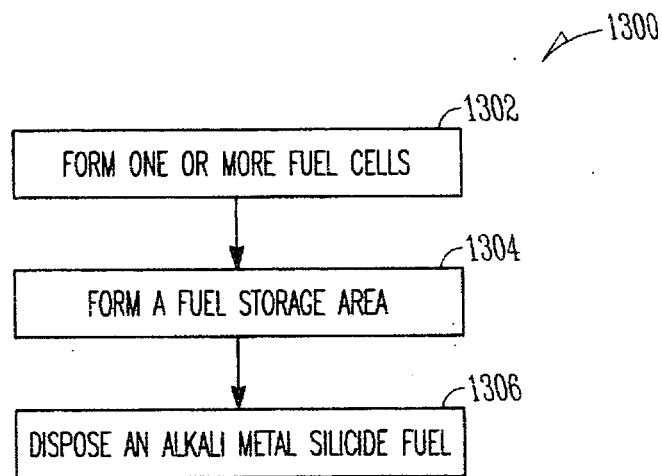 1300
1302
FORM ONE OR MORE FUEL CELLS
1304
FORM A FUEL STORAGE AREA
1306
DISPOSE AN ALKALI METAL SILICIDE FUEL